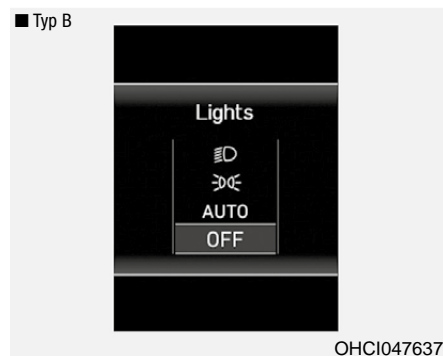 ■ Typ B
Lights
AUTO
OFF
OHCI047637